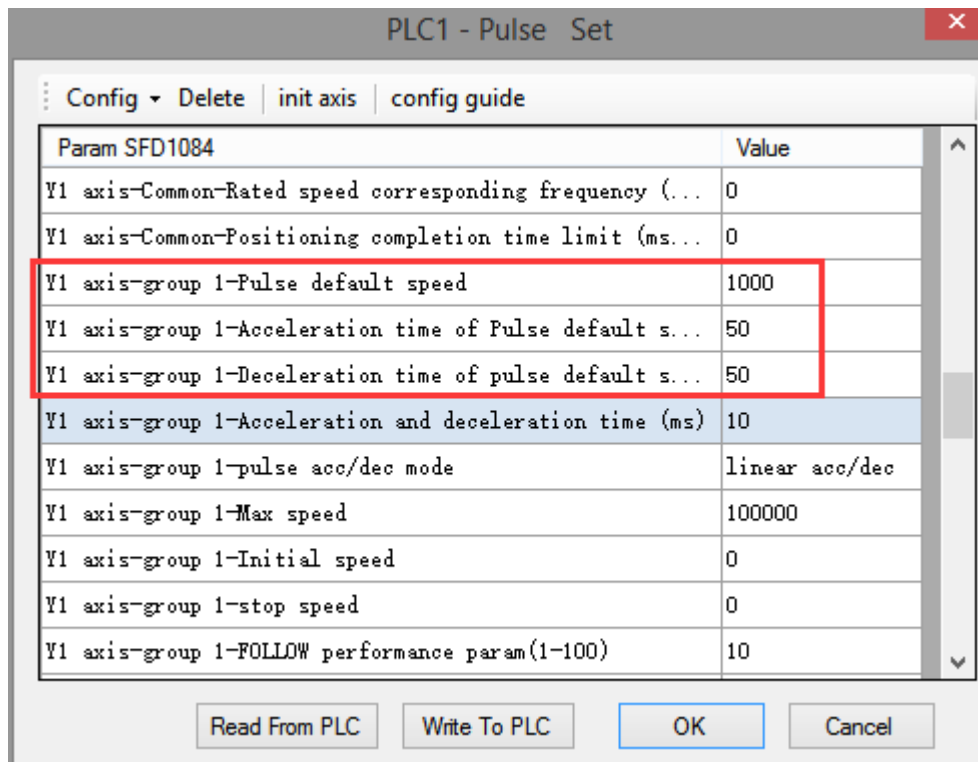 PLC1 - Pulse Set
Config Delete init axis config guide
Param SFD1084 Value
Y1 axis-Common-Rated speed corresponding frequency (... 0
Y1 axis-Common-Positioning completion time limit (ms... 0
Y1 axis-group 1-Pulse default speed 1000
Y1 axis-group 1-Acceleration time of Pulse default s... 50
Y1 axis-group 1-Deceleration time of pulse default s... 50
Y1 axis-group 1-Acceleration and deceleration time (ms) 10
Y1 axis-group 1-pulse acc/dec mode linear acc/dec
Y1 axis-group 1-Max speed 100000
Y1 axis-group 1-Initial speed 0
Y1 axis-group 1-stop speed 0
Y1 axis-group 1-FOLLOW performance param(1-100) 10
Read From PLC Write To PLC OK Cancel